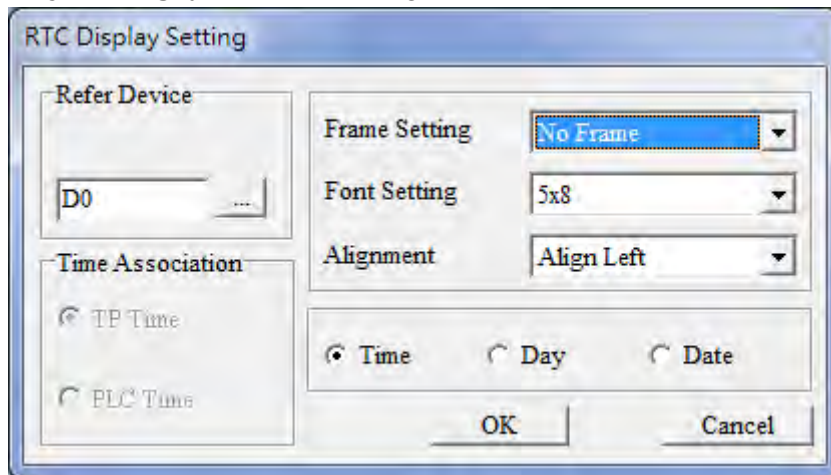 RTC Display Setting
Refer Device
D0 ...
Time Association
TP Time
PLC Time
Frame Setting No Frame
Font Setting 5x8
Alignment Align Left
Time Day Date
OK Cancel